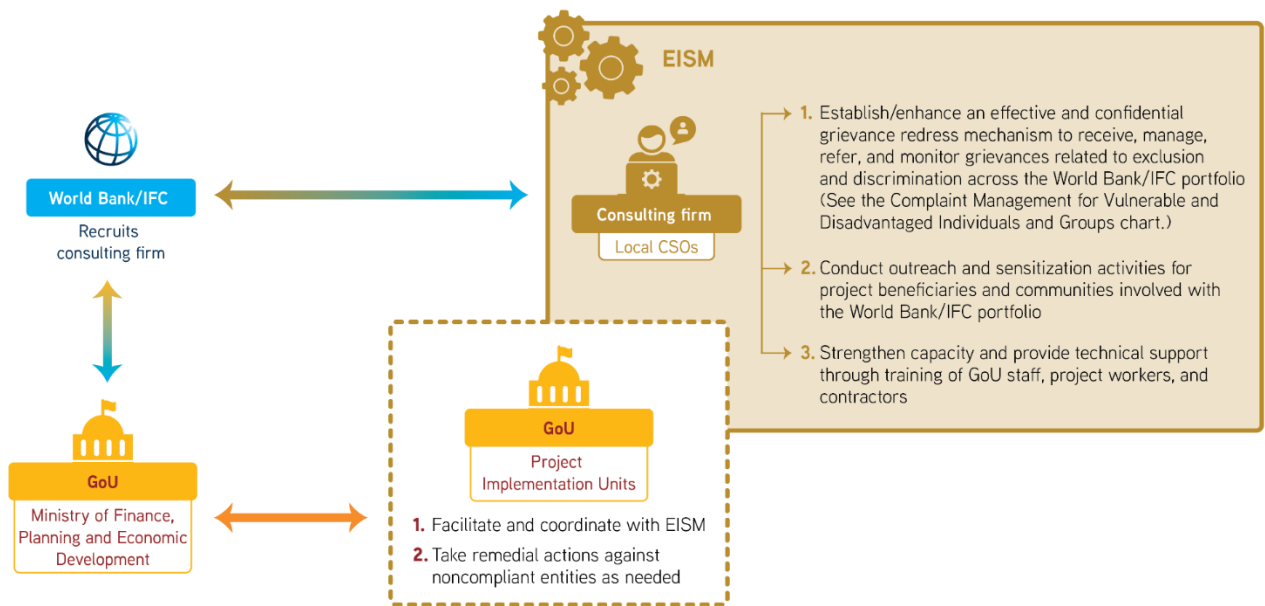 EISM
1. Establish/enhance an effective and confidential
grievance redress mechanism to receive, manage,
refer, and monitor grievances related to exclusion
and discrimination across the World Bank/IFC portfolio
(See the Complaint Management for Vulnerable and
Disadvantaged Individuals and Groups chart.)
2. Conduct outreach and sensitization activities for
project beneficiaries and communities involved with
the World Bank/IFC portfolio
3. Strengthen capacity and provide technical support
through training of GoU staff, project workers, and
contractors
Consulting firm
Local CSOs
World Bank/IFC
Recruits
consulting firm
GoU
Ministry of Finance,
Planning and Economic
Development
GoU
Project
Implementation Units
1. Facilitate and coordinate with EISM
2. Take remedial actions against
noncompliant entities as needed